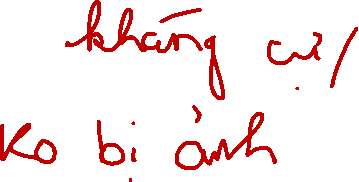 kháng cự/
Ko bị ảnh